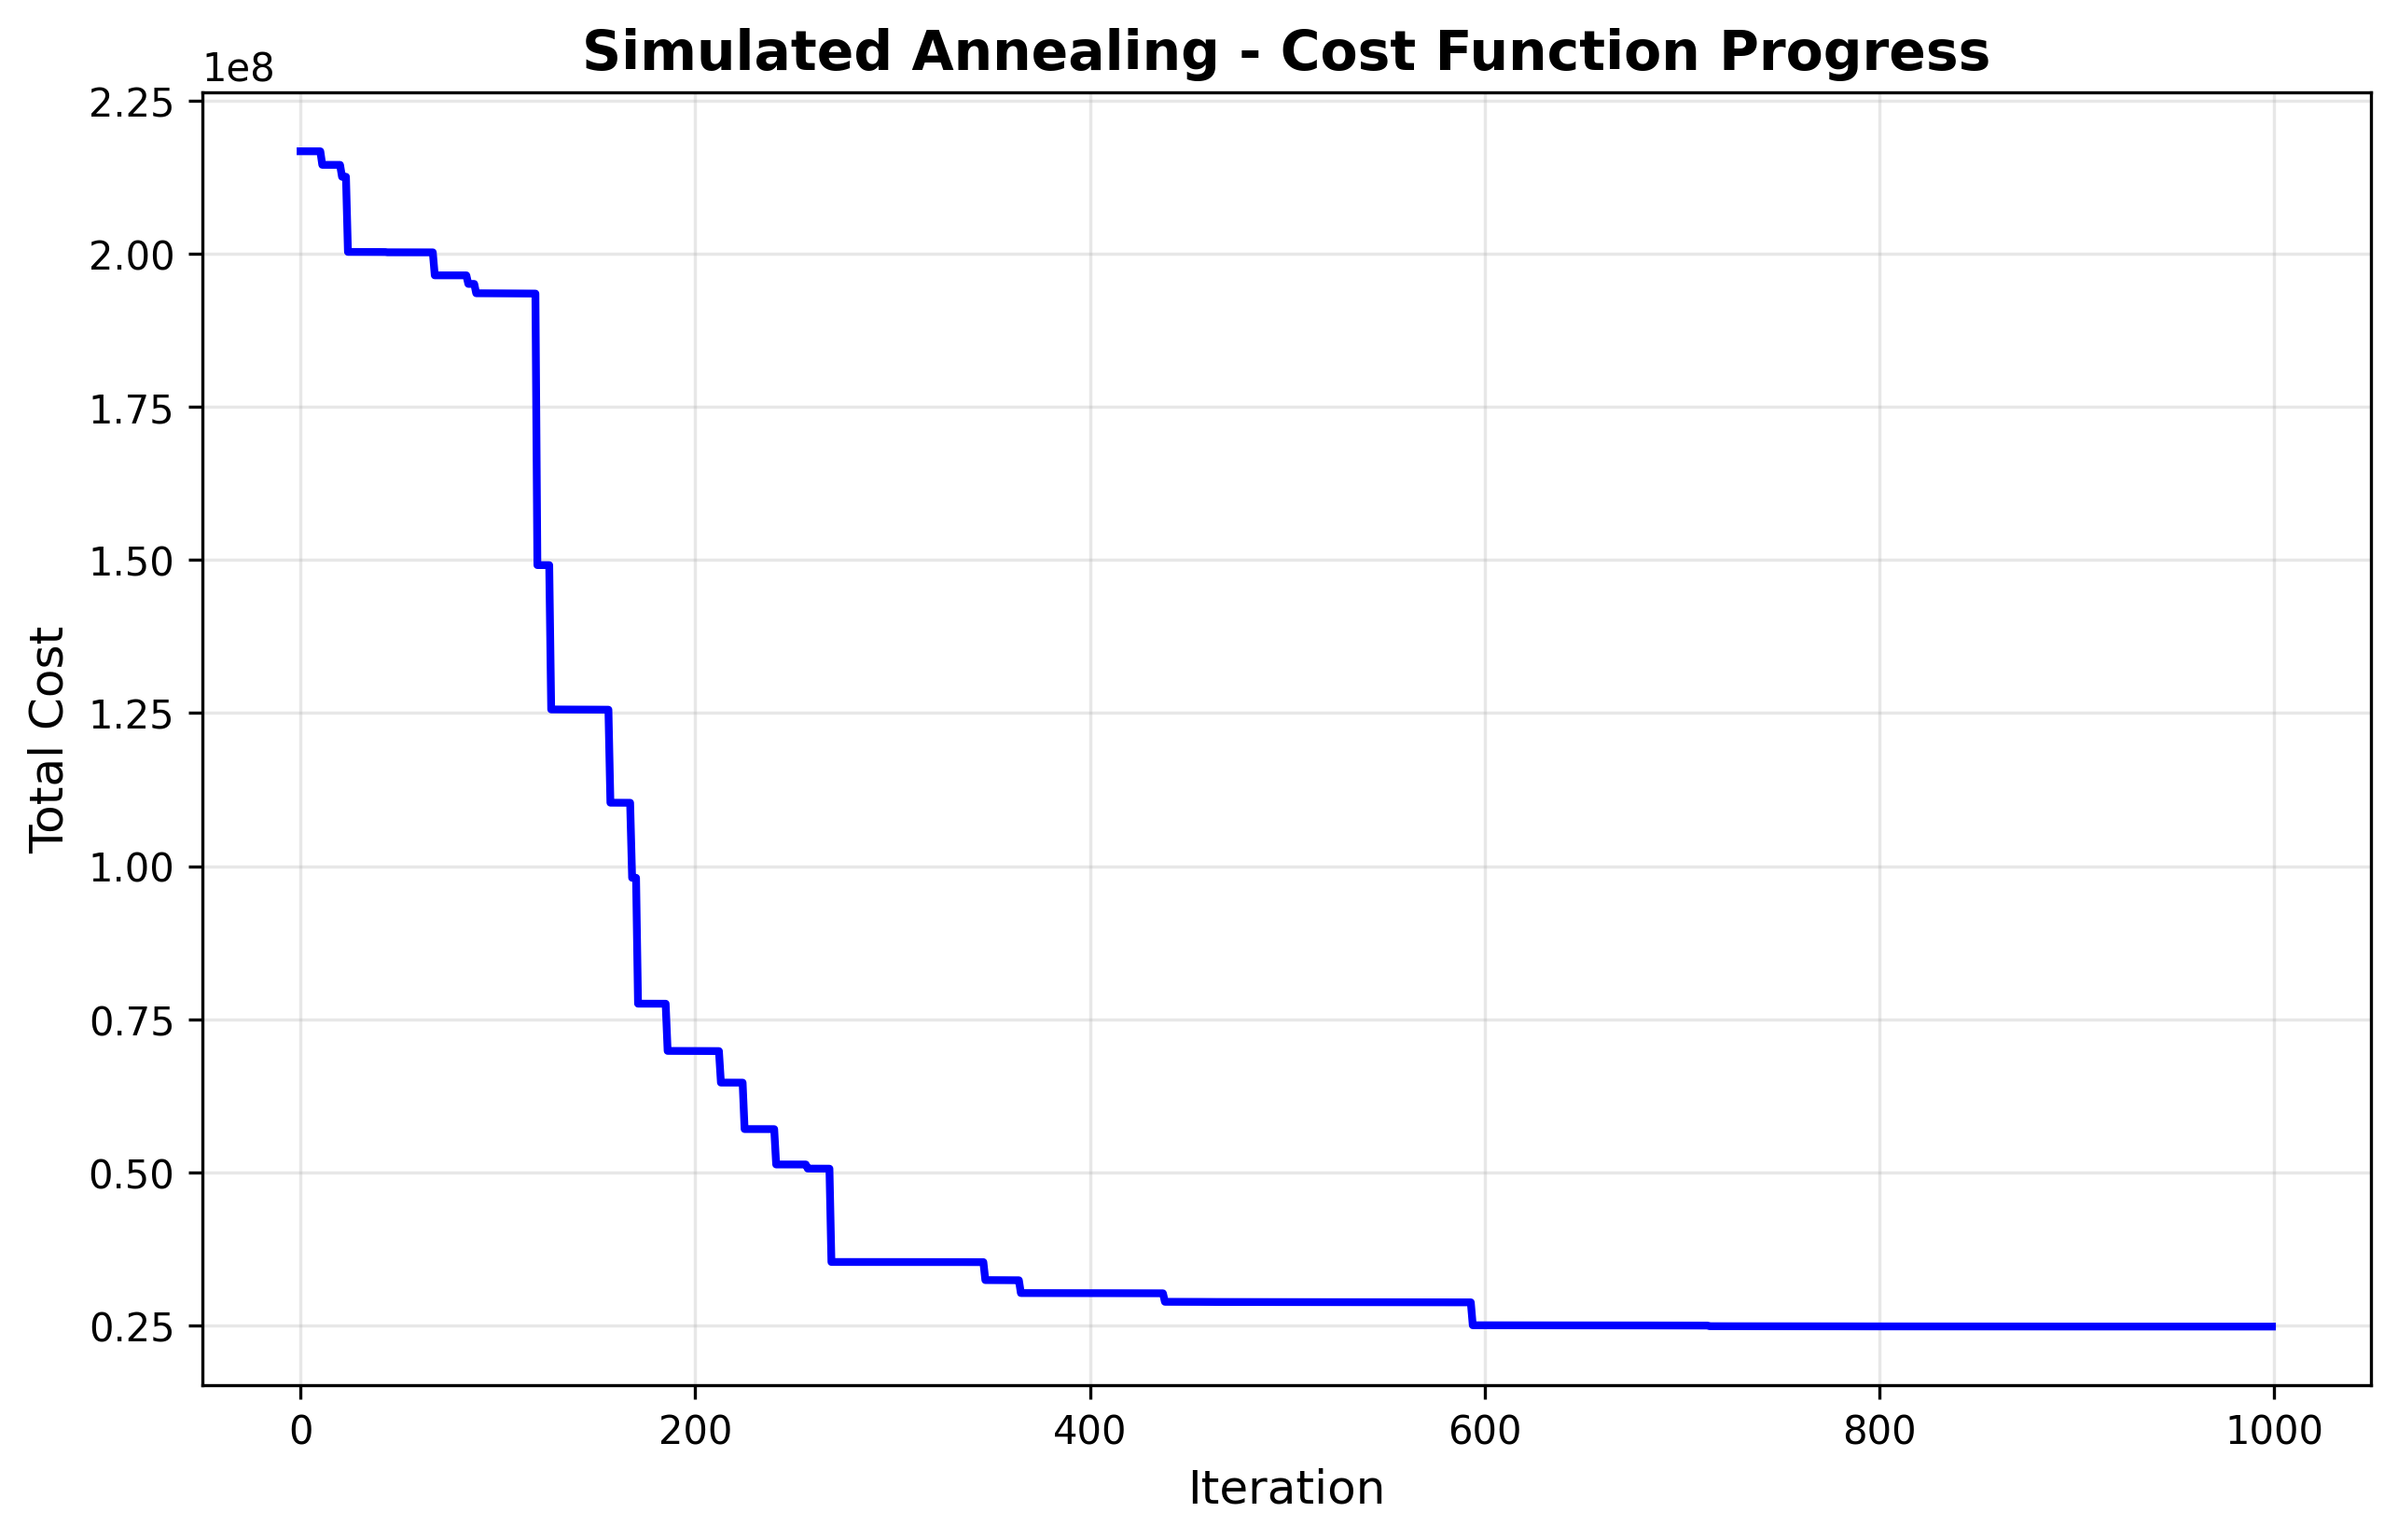 Simulated Annealing - Cost Function Progress
1e8
2.25
2.00
1.75
1.50
1.25
1.00
0.75
0.50
0.25
Total Cost
0 200 400 600 800 1000
Iteration